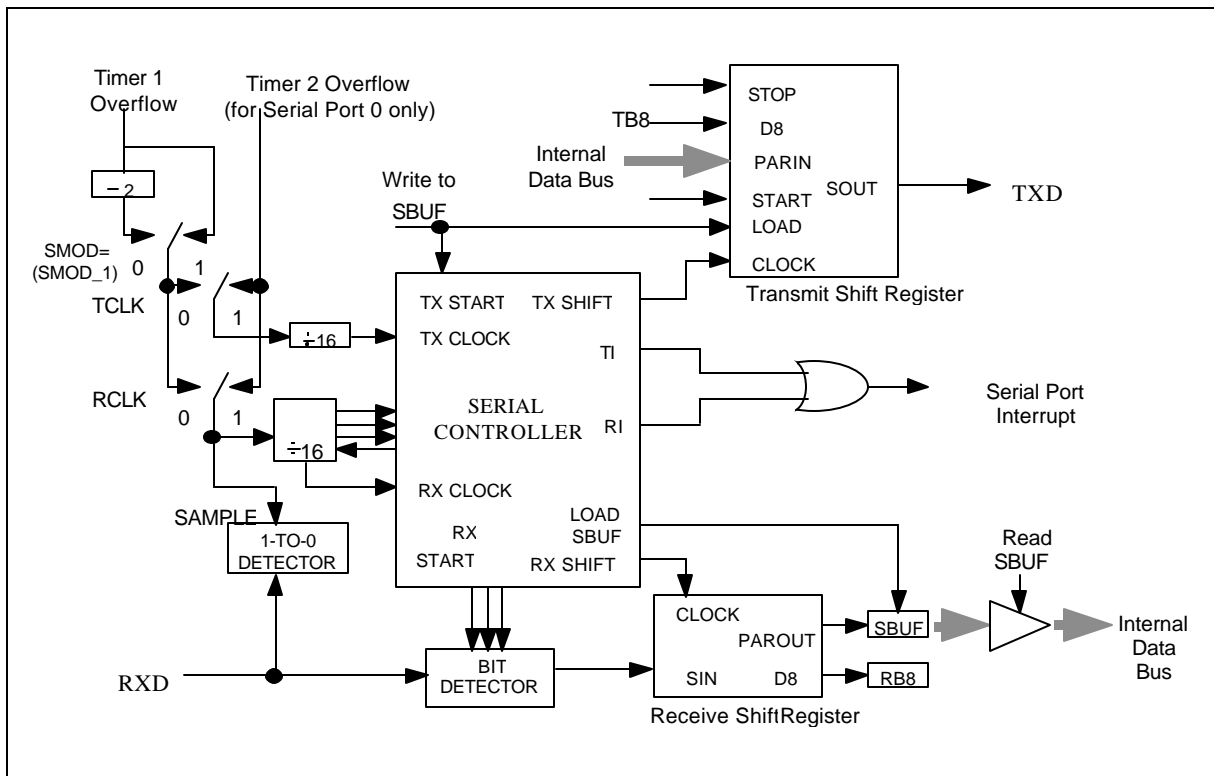 Timer 1
Overflow
Timer 2 Overflow
(for Serial Port 0 only)
÷2
SMOD=
(SMOD_1)
0
1
TCLK
0
1
÷16
RCLK
0
1
÷16
SAMPLE
1-TO-0
DETECTOR
RXD
Write to
SBUF
TX START
TX SHIFT
TX CLOCK
TI
SERIAL
CONTROLLER
RI
RX CLOCK
LOAD
SBUF
RX
START
RX SHIFT
BIT
DETECTOR
TB8
Internal
Data Bus
STOP
D8
PARIN
SOUT
START
LOAD
CLOCK
Transmit Shift Register
TXD
Serial Port
Interrupt
CLOCK
PAROUT
SIN
D8
Receive ShiftRegister
SBUF
RB8
Read
SBUF
Internal
Data
Bus